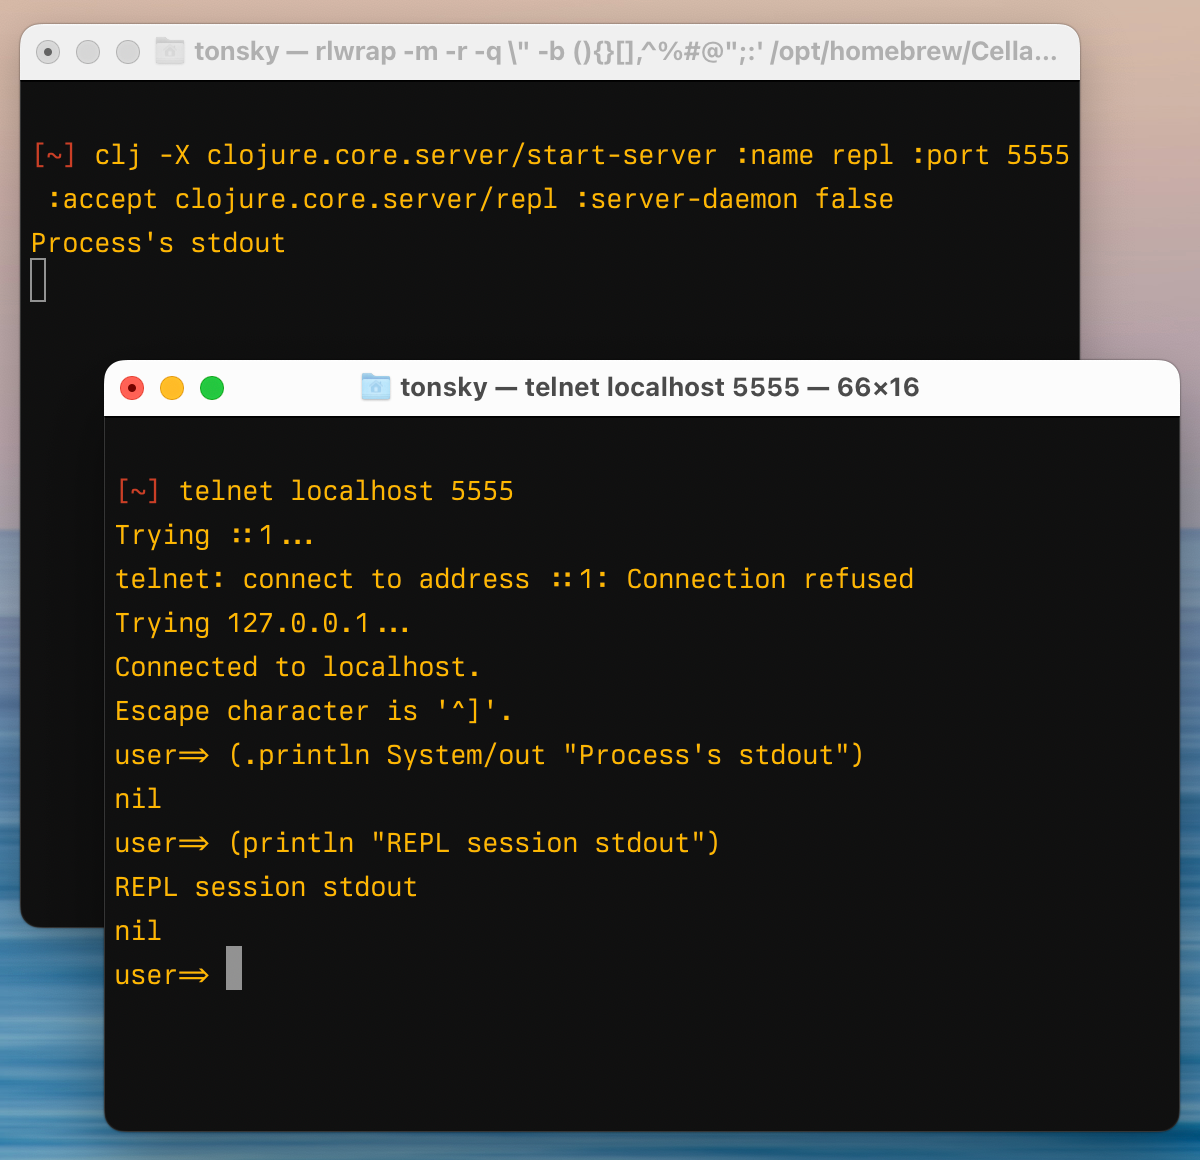 tonsky — rlwrap -m -r -q \" -b (){}[],^%#@";:' /opt/homebrew/Cella...
[~] clj -X clojure.core.server/start-server :name repl :port 5555
:accept clojure.core.server/repl :server-daemon false
Process's stdout
tonsky — telnet localhost 5555 — 66×16
[~] telnet localhost 5555
Trying ::1...
telnet: connect to address ::1: Connection refused
Trying 127.0.0.1...
Connected to localhost.
Escape character is '^]'.
user=> (.println System/out "Process's stdout")
nil
user=> (println "REPL session stdout")
REPL session stdout
nil
user=>